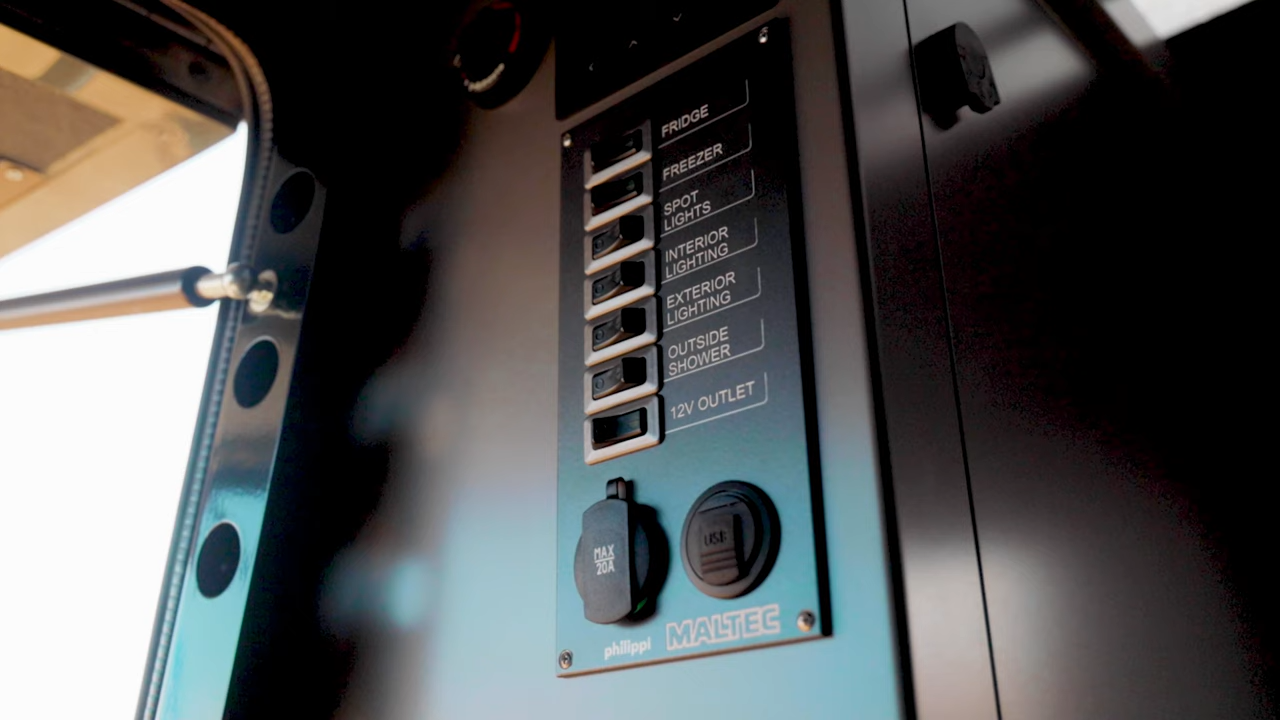 FRIDGE
FREEZER
SPOT
LIGHTS
INTERIOR
LIGHTING
EXTERIOR
LIGHTING
OUTSIDE
SHOWER
12V OUTLET
MAX
20A
USB
philippi
MALTEC